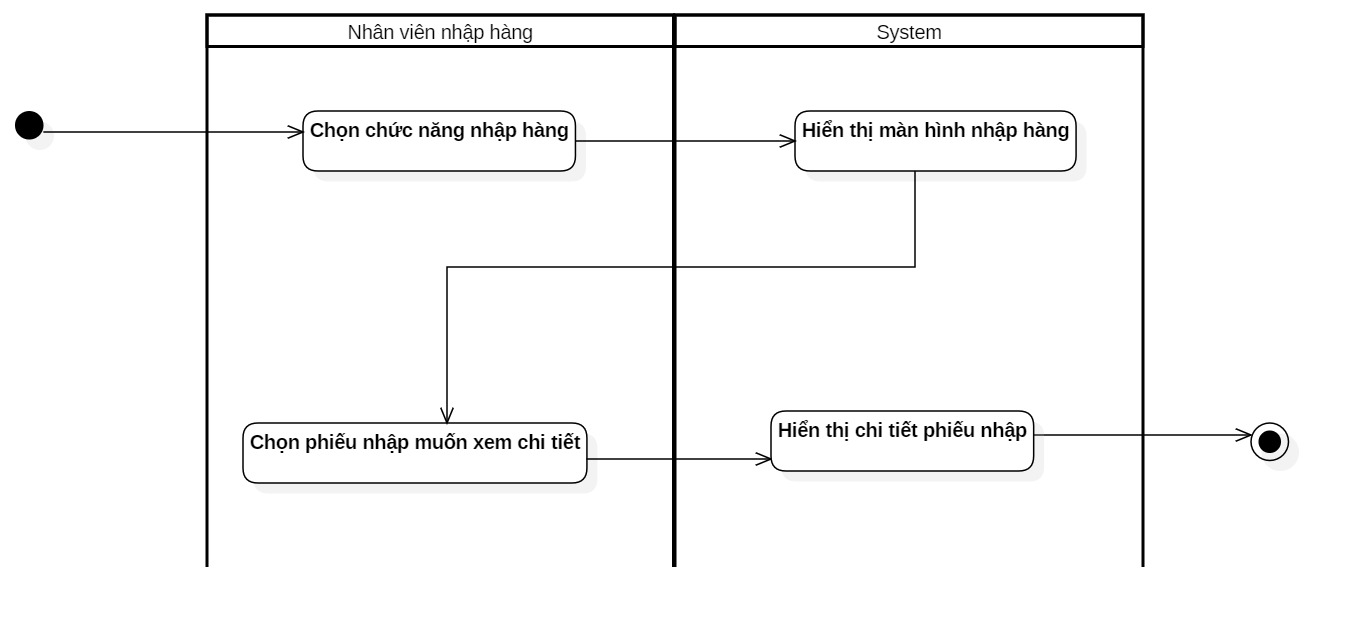 Nhân viên nhập hàng
System
Chọn chức năng nhập hàng
Hiển thị màn hình nhập hàng
Chọn phiếu nhập muốn xem chi tiết
Hiển thị chi tiết phiếu nhập